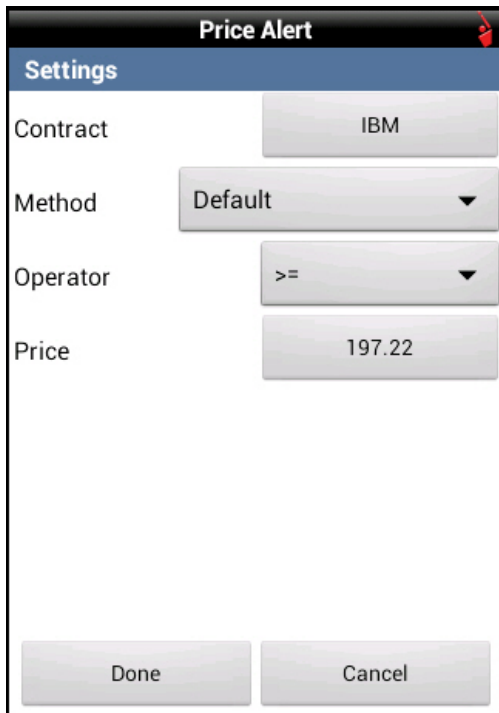 Price Alert
Settings
Contract IBM
Method Default
Operator >=
Price 197.22
Done Cancel